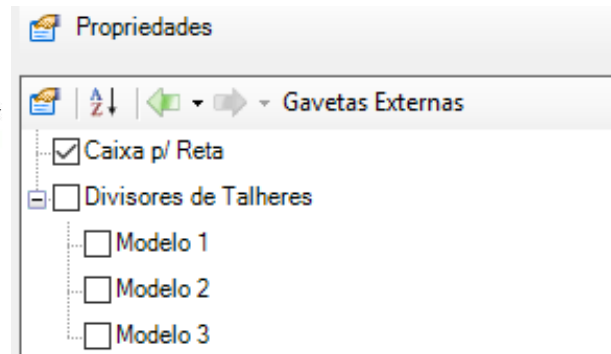 Propriedades
Gavetas Externas
Caixa p/ Reta
Divisores de Talheres
Modelo 1
Modelo 2
Modelo 3